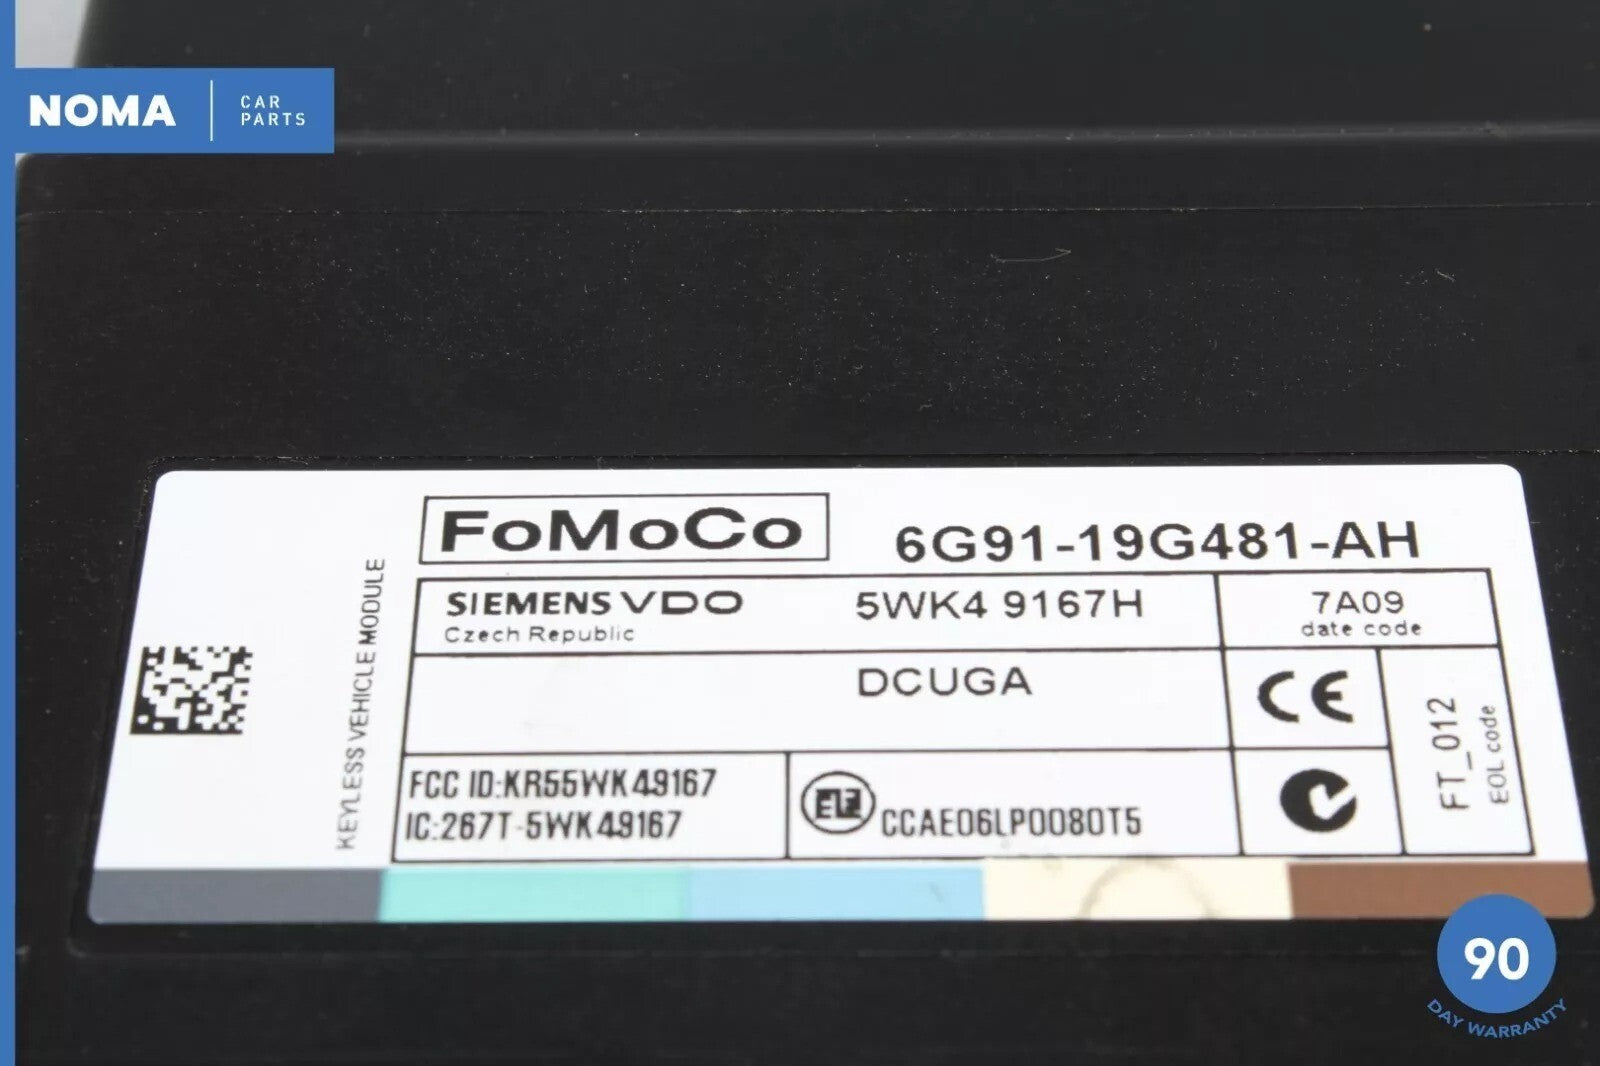 NOMA
CAR
PARTS
FoMoCo
6G91-19G481-AH
SIEMENS VDO
Czech Republic
5WK4 9167H
7A09
date code
DCUGA
CE
FT_012
EOL code
KEYLESS VEHICLE MODULE
FCC ID:KR55WK49167
IC:267T-5WK49167
CCAE06LP0080T5
90
DAY WARRANTY